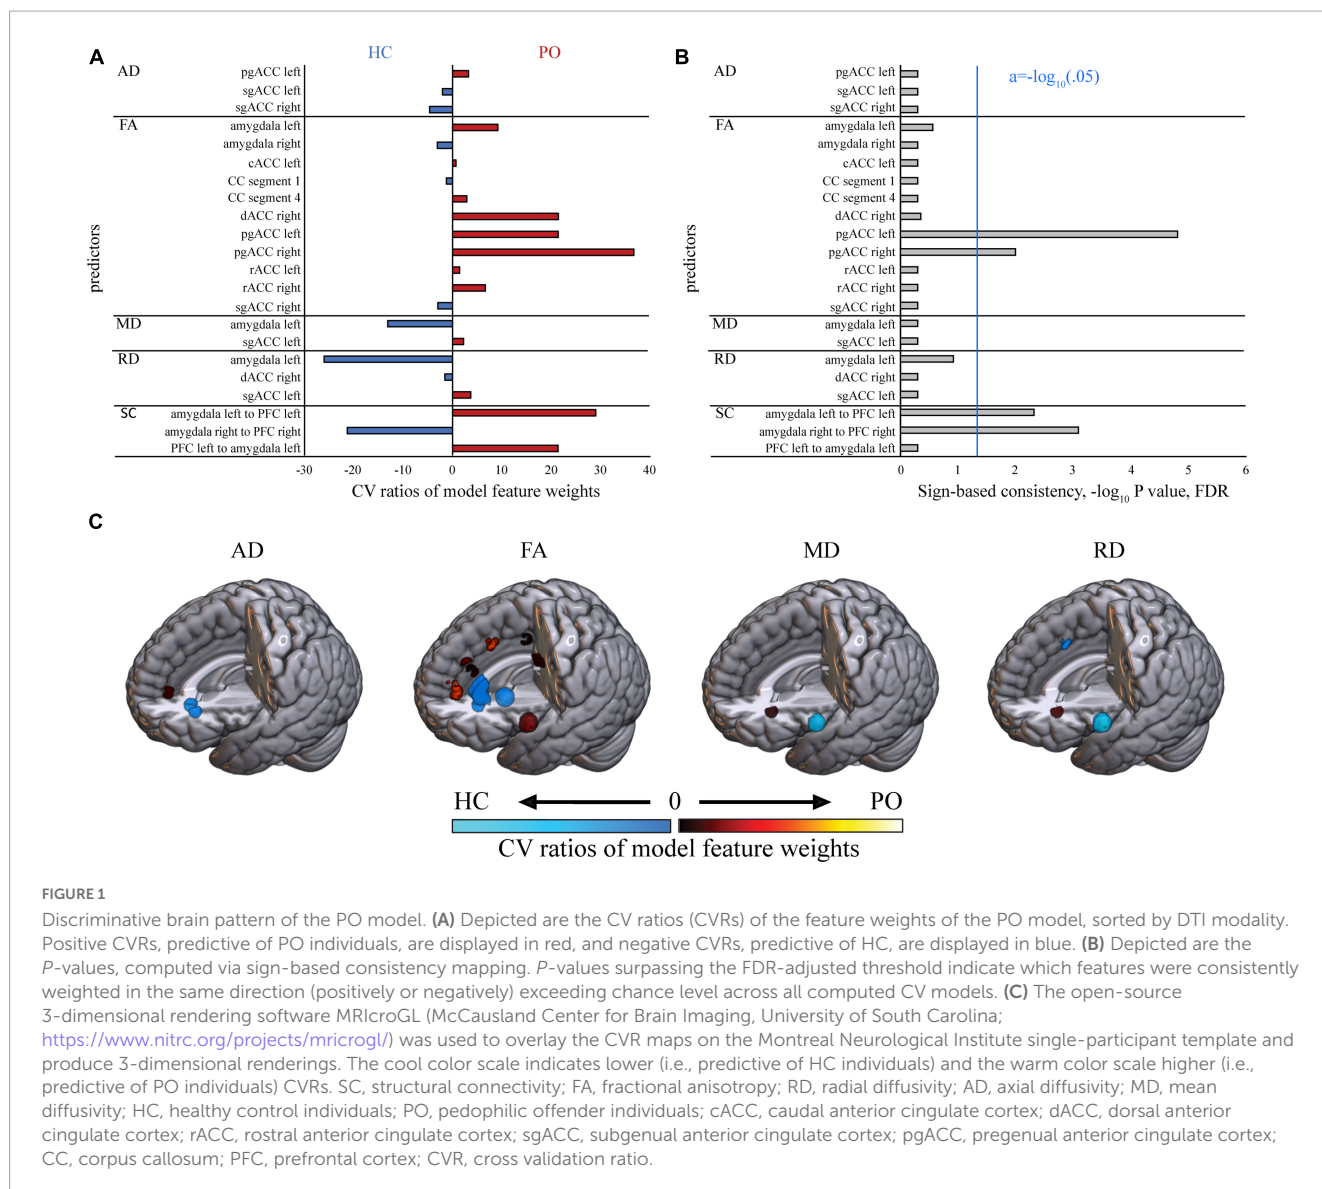 A
HC
PO
AD
pgACC left
sgACC left
sgACC right
FA
amygdala left
amygdala right
cACC left
CC segment 1
CC segment 4
dACC right
pgACC left
pgACC right
rACC left
rACC right
sgACC right
MD
amygdala left
sgACC left
RD
amygdala left
dACC right
sgACC left
SC
amygdala left to PFC left
amygdala right to PFC right
PFC left to amygdala left
predictors
-30 -20 -10 0 10 20 30 40
CV ratios of model feature weights
B
a=-log10(.05)
AD
pgACC left
sgACC left
sgACC right
FA
amygdala left
amygdala right
cACC left
CC segment 1
CC segment 4
dACC right
pgACC left
pgACC right
rACC left
rACC right
sgACC right
MD
amygdala left
sgACC left
RD
amygdala left
dACC right
sgACC left
SC
amygdala left to PFC left
amygdala right to PFC right
PFC left to amygdala left
predictors
0 1 2 3 4 5 6
Sign-based consistency, -log10 P value, FDR
C
AD FA MD RD
HC 0 PO
CV ratios of model feature weights
FIGURE 1
Discriminative brain pattern of the PO model. (A) Depicted are the CV ratios (CVRs) of the feature weights of the PO model, sorted by DTI modality.
Positive CVRs, predictive of PO individuals, are displayed in red, and negative CVRs, predictive of HC, are displayed in blue. (B) Depicted are the
P-values, computed via sign-based consistency mapping. P-values surpassing the FDR-adjusted threshold indicate which features were consistently
weighted in the same direction (positively or negatively) exceeding chance level across all computed CV models. (C) The open-source
3-dimensional rendering software MRIcroGL (McCausland Center for Brain Imaging, University of South Carolina;
https://www.nitrc.org/projects/mricrogl/) was used to overlay the CVR maps on the Montreal Neurological Institute single-participant template and
produce 3-dimensional renderings. The cool color scale indicates lower (i.e., predictive of HC individuals) and the warm color scale higher (i.e.,
predictive of PO individuals) CVRs. SC, structural connectivity; FA, fractional anisotropy; RD, radial diffusivity; AD, axial diffusivity; MD, mean
diffusivity; HC, healthy control individuals; PO, pedophilic offender individuals; cACC, caudal anterior cingulate cortex; dACC, dorsal anterior
cingulate cortex; rACC, rostral anterior cingulate cortex; sgACC, subgenual anterior cingulate cortex; pgACC, pregenual anterior cingulate cortex;
CC, corpus callosum; PFC, prefrontal cortex; CVR, cross validation ratio.